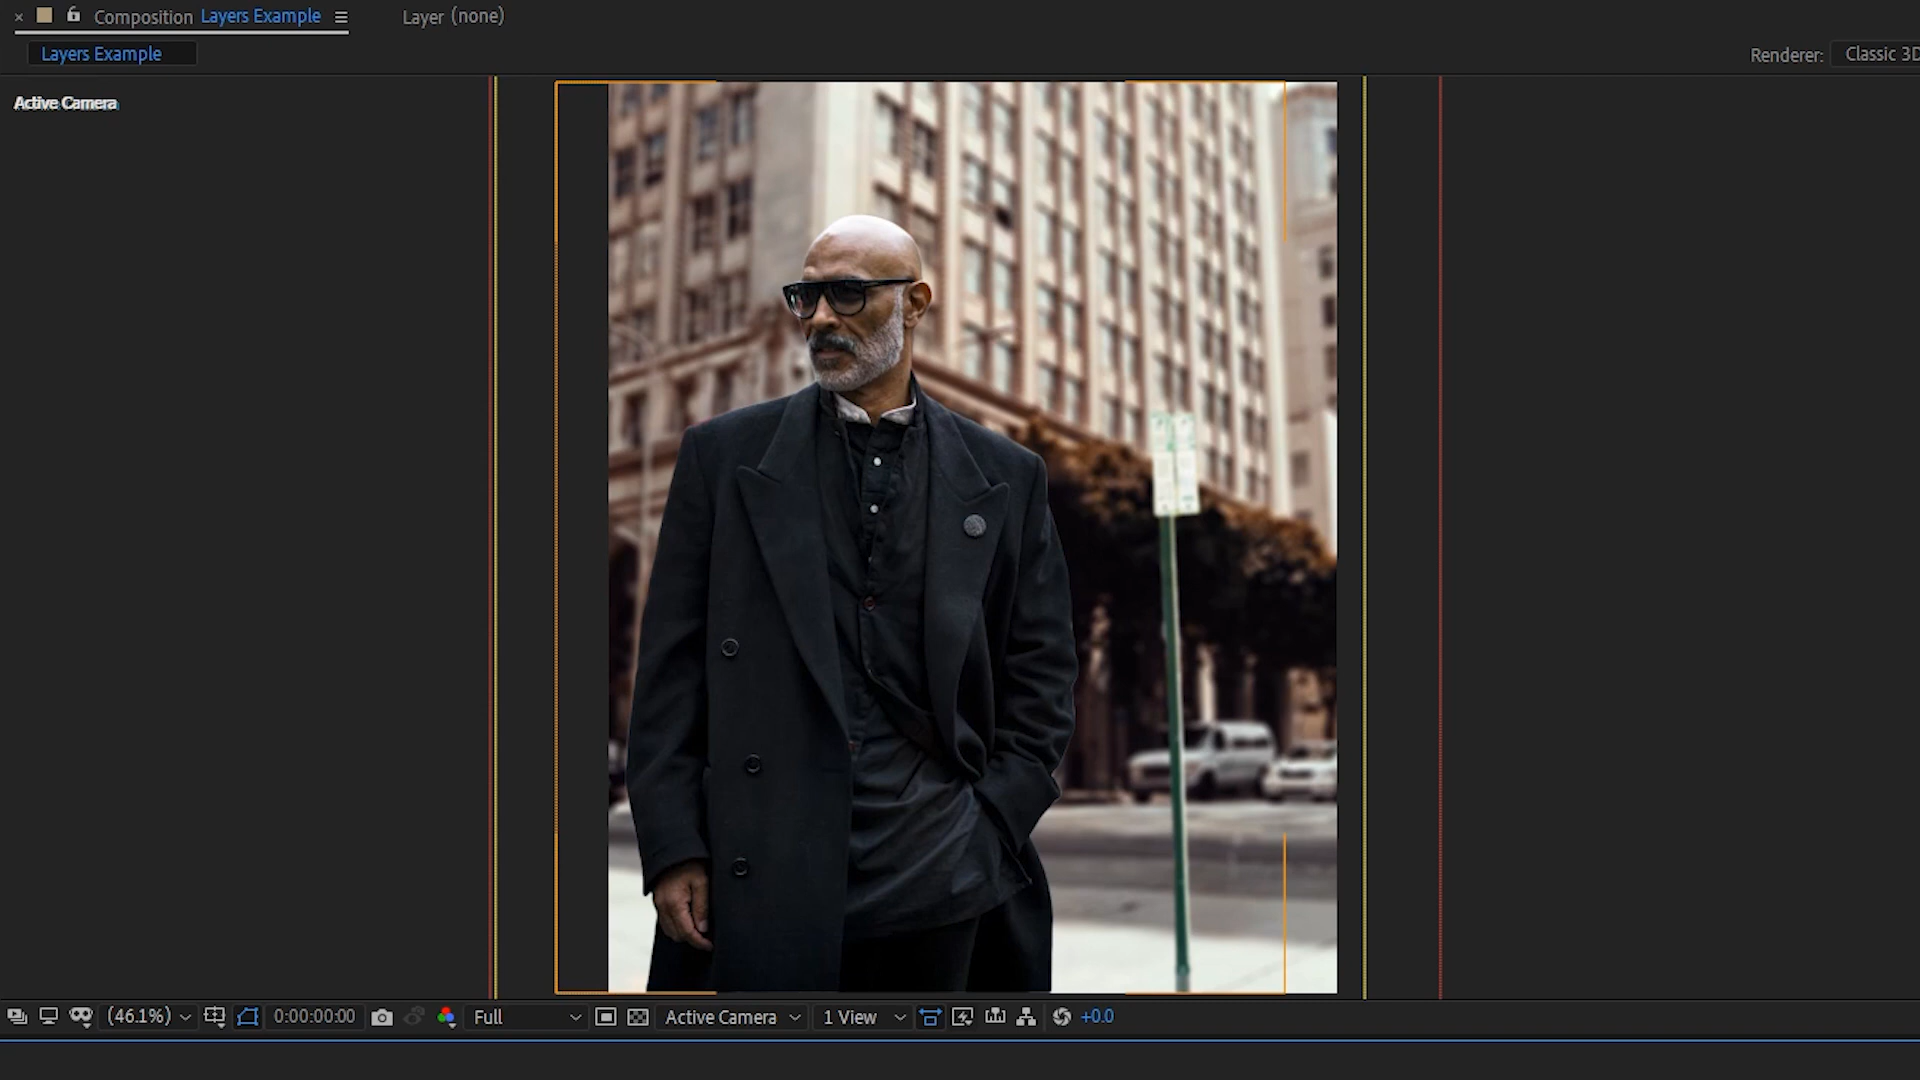 × Composition Layers Example ≡ Layer (none)
Layers Example
Renderer: Classic 3D
Active Camera
(46.1%) 0:00:00:00 Full Active Camera 1 View +0.0